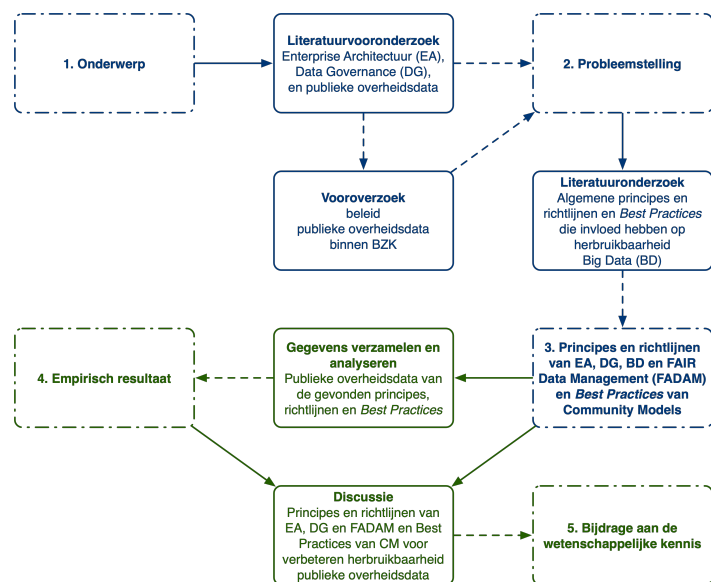 1. Onderwerp
Literatuurvooronderzoek
Enterprise Architectuur (EA),
Data Governance (DG),
en publieke overheidsdata
2. Probleemstelling
Vooroverzoek
beleid
publieke overheidsdata
binnen BZK
Literatuuronderzoek
Algemene principes en
richtlijnen en Best Practices
die invloed hebben op
herbruikbaarheid
Big Data (BD)
3. Principes en richtlijnen
van EA, DG, BD en FAIR
Data Management (FADAM)
en Best Practices van
Community Models
Gegevens verzamelen en
analyseren
Publieke overheidsdata van
de gevonden principes,
richtlijnen en Best Practices
4. Empirisch resultaat
Discussie
Principes en richtlijnen van
EA, DG en FADAM en Best
Practices van CM voor
verbeteren herbruikbaarheid
publieke overheidsdata
5. Bijdrage aan de
wetenschappelijke kennis